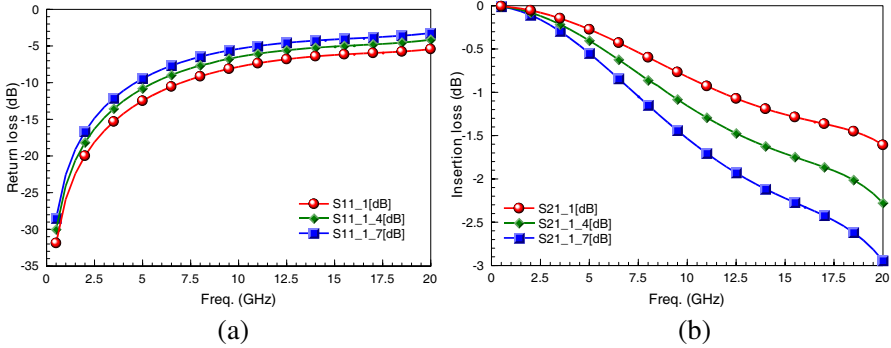 0
-5
-10
-15
-20
-25
-30
-35
Return loss (dB)
0 2.5 5 7.5 10 12.5 14 17.5 20
Freq. (GHz)
S11_1[dB]
S11_1_4[dB]
S11_1_7[dB]
(a)
0
-0.5
-1
-1.5
-2
-2.5
-3
Insertion loss (dB)
0 2.5 5 7.5 10 12.5 15 17.5 20
Freq. (GHz)
S21_1[dB]
S21_1_4[dB]
S21_1_7[dB]
(b)